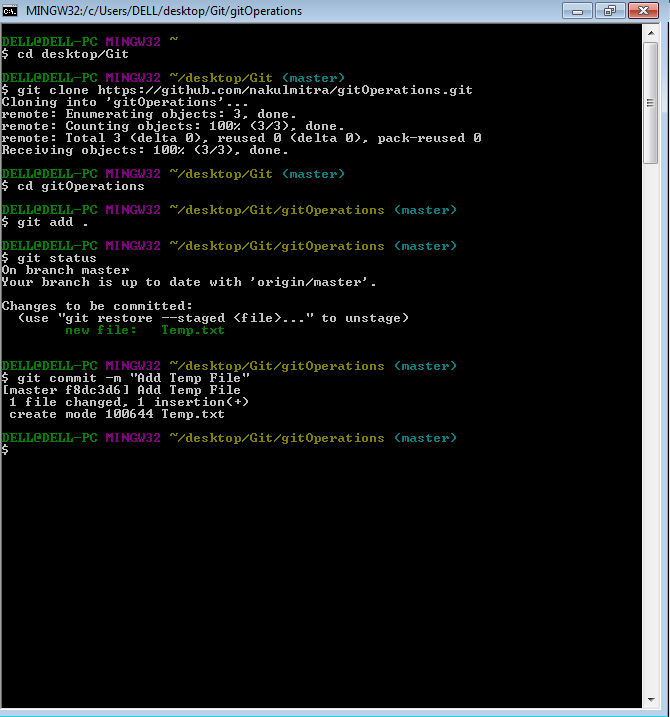 MINGW32:/c/Users/DELL/desktop/Git/gitOperations
DELL@DELL-PC MINGW32 ~
$ cd desktop/Git
DELL@DELL-PC MINGW32 ~/desktop/Git (master)
$ git clone https://github.com/nakulmitra/gitOperations.git
Cloning into 'gitOperations'...
remote: Enumerating objects: 3, done.
remote: Counting objects: 100% (3/3), done.
remote: Total 3 (delta 0), reused 0 (delta 0), pack-reused 0
Receiving objects: 100% (3/3), done.
DELL@DELL-PC MINGW32 ~/desktop/Git (master)
$ cd gitOperations
DELL@DELL-PC MINGW32 ~/desktop/Git/gitOperations (master)
$ git add .
DELL@DELL-PC MINGW32 ~/desktop/Git/gitOperations (master)
$ git status
On branch master
Your branch is up to date with 'origin/master'.
Changes to be committed:
  (use "git restore --staged <file>..." to unstage)
        new file:   Temp.txt
DELL@DELL-PC MINGW32 ~/desktop/Git/gitOperations (master)
$ git commit -m "Add Temp File"
[master f8dc3d6] Add Temp File
 1 file changed, 1 insertion(+)
 create mode 100644 Temp.txt
DELL@DELL-PC MINGW32 ~/desktop/Git/gitOperations (master)
$